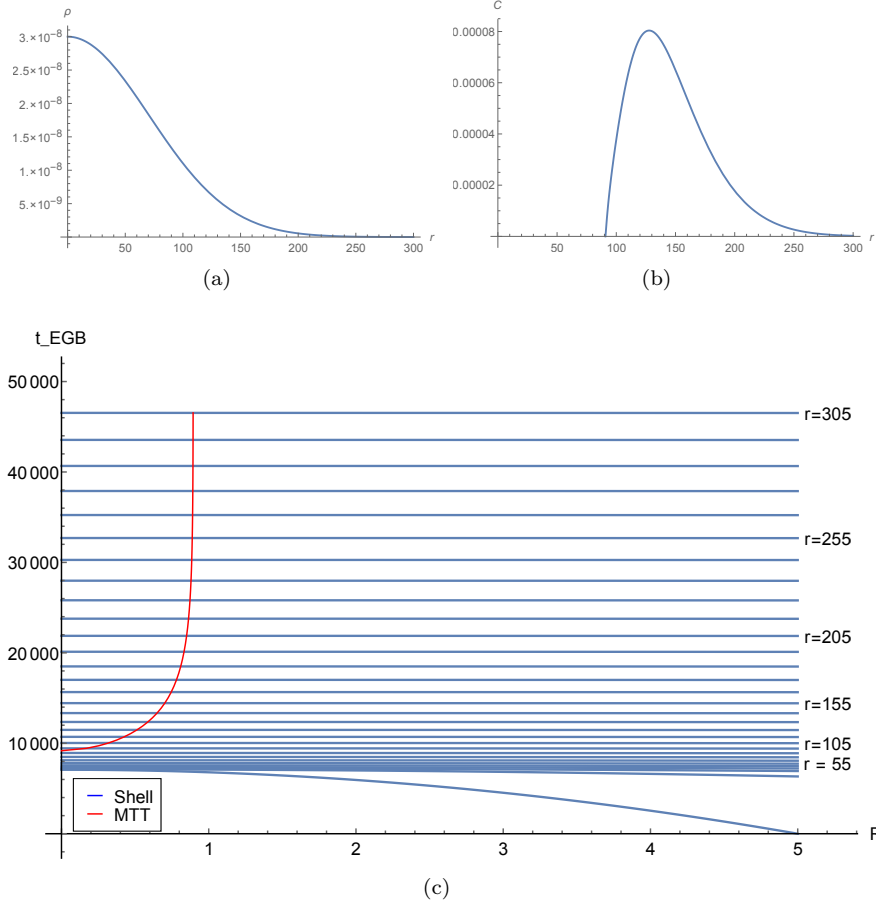 ρ
3.×10⁻⁸
2.5×10⁻⁸
2.×10⁻⁸
1.5×10⁻⁸
1.×10⁻⁸
5.×10⁻⁹
50 100 150 200 250 300 r
(a)
C
0.00008
0.00006
0.00004
0.00002
50 100 150 200 250 300 r
(b)
t_EGB
50 000
40 000
30 000
20 000
10 000
r=305
r=255
r=205
r=155
r=105
r = 55
Shell
MTT
1 2 3 4 5
(c)